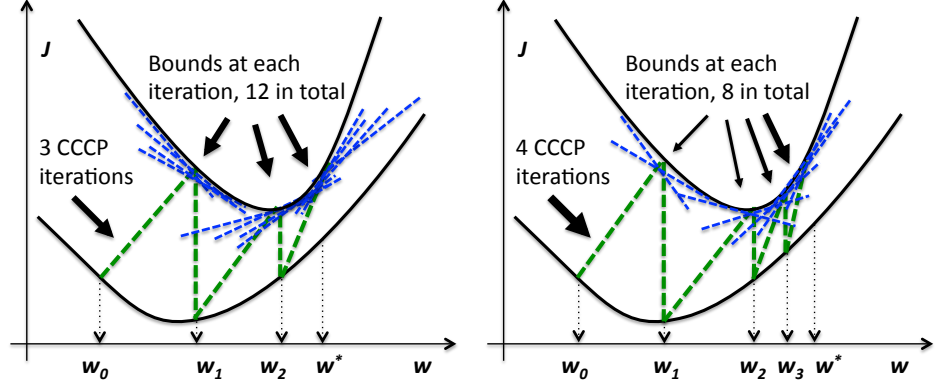 J
Bounds at each
iteration, 12 in total
3 CCCP
iterations
w0 w1 w2 w* w
J
Bounds at each
iteration, 8 in total
4 CCCP
iterations
w0 w1 w2 w3 w* w